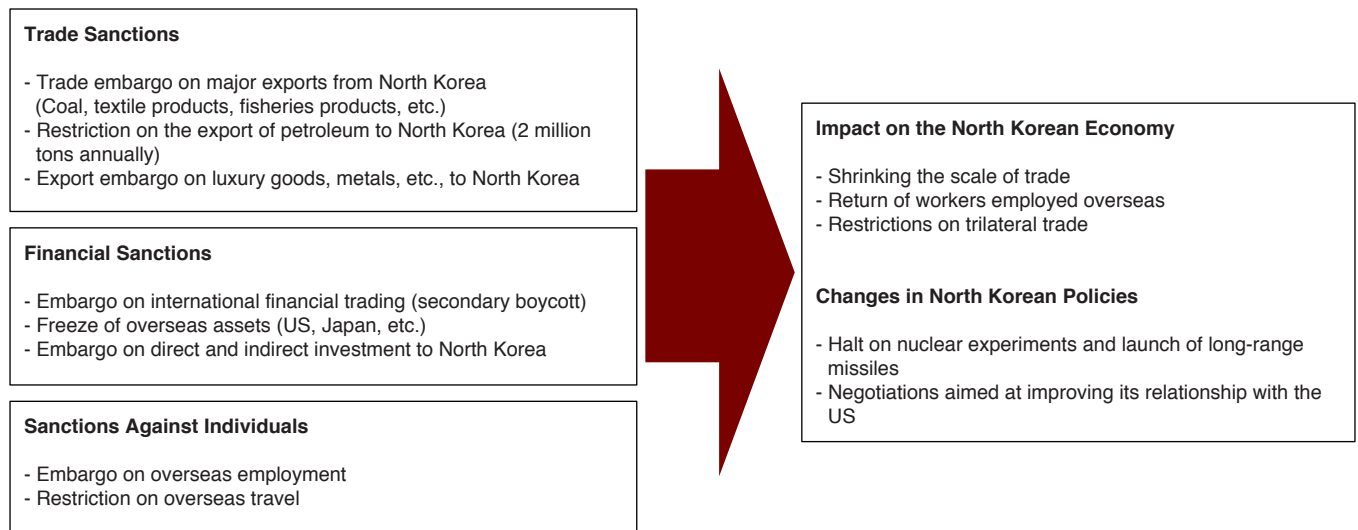 Trade Sanctions
- Trade embargo on major exports from North Korea
(Coal, textile products, fisheries products, etc.)
- Restriction on the export of petroleum to North Korea (2 million
tons annually)
- Export embargo on luxury goods, metals, etc., to North Korea
Financial Sanctions
- Embargo on international financial trading (secondary boycott)
- Freeze of overseas assets (US, Japan, etc.)
- Embargo on direct and indirect investment to North Korea
Sanctions Against Individuals
- Embargo on overseas employment
- Restriction on overseas travel
Impact on the North Korean Economy
- Shrinking the scale of trade
- Return of workers employed overseas
- Restrictions on trilateral trade
Changes in North Korean Policies
- Halt on nuclear experiments and launch of long-range
missiles
- Negotiations aimed at improving its relationship with the
US